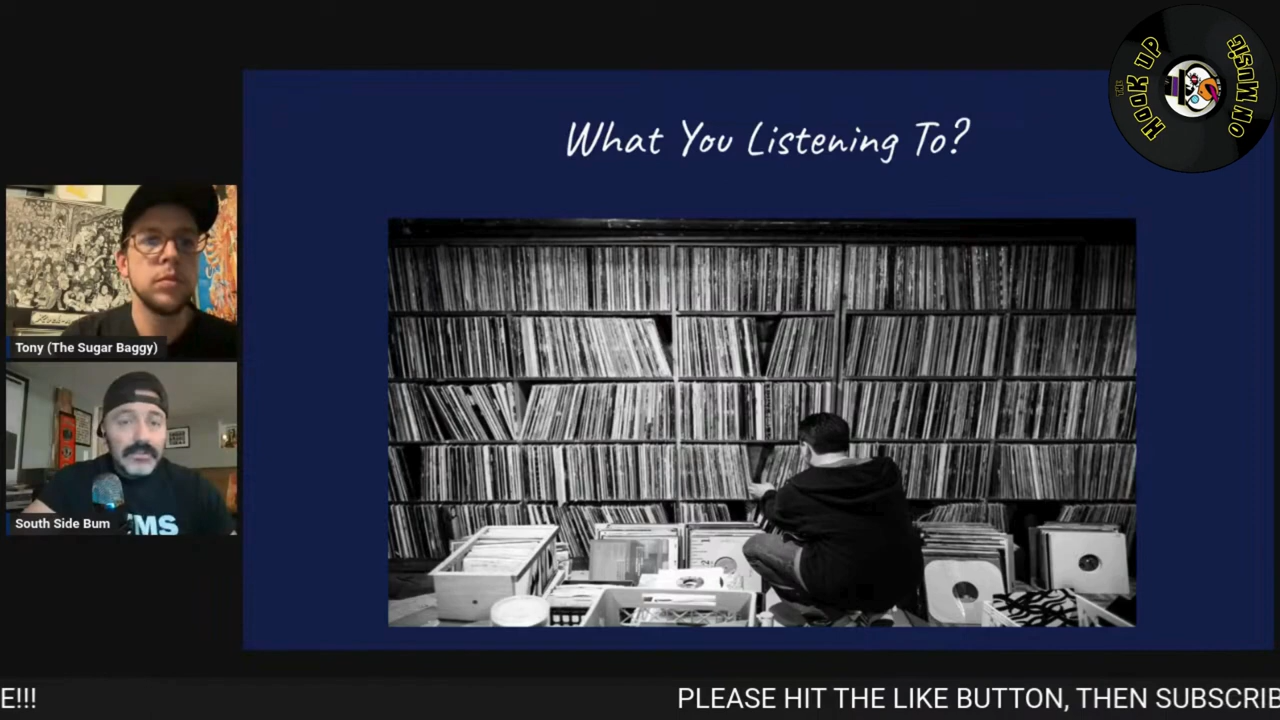 What You Listening To?
THE HOOK UP
ON MUSIC
Tony (The Sugar Baggy)
South Side Bum
E!!!
PLEASE HIT THE LIKE BUTTON, THEN SUBSCRIB